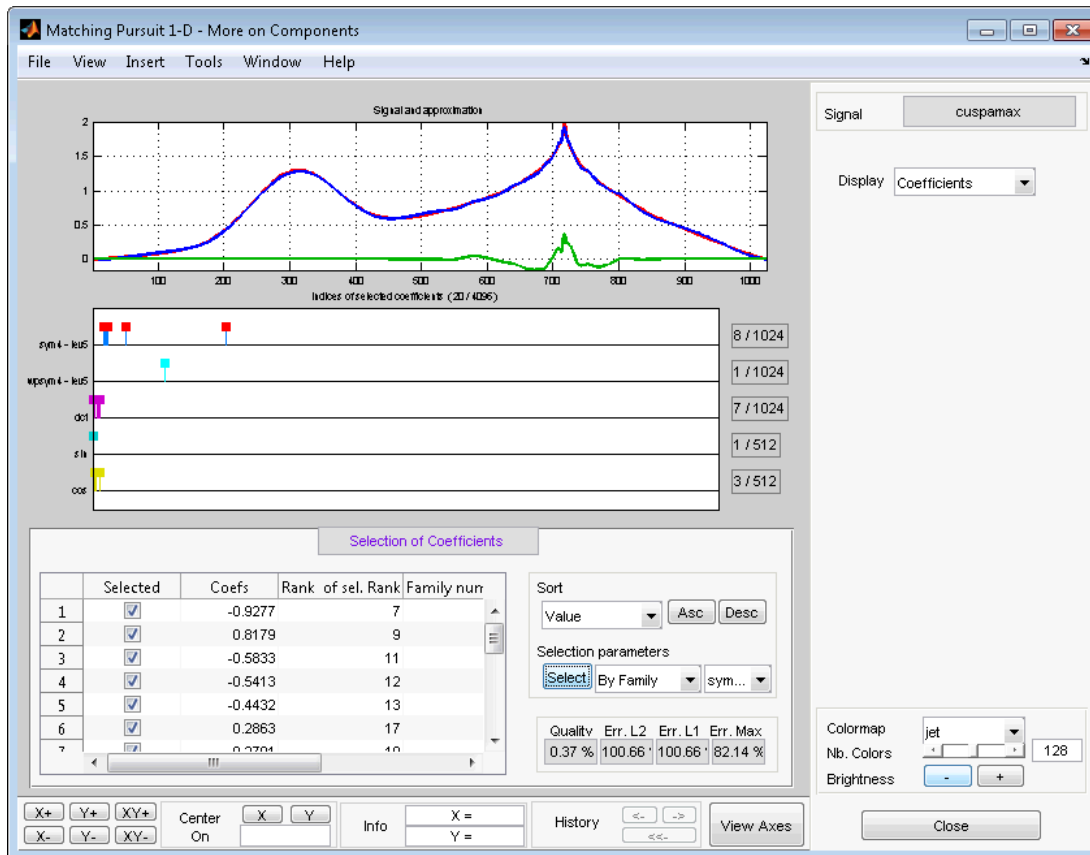 Matching Pursuit 1-D - More on Components
File View Insert Tools Window Help
Signal and approximation
2
1.5
1
0.5
0
100 200 300 400 500 600 700 800 900 1000
Indices of selected coefficients (20 / 4096)
sym4 - lev5
wpsym4 - lev5
dct
sin
cos
8 / 1024
1 / 1024
7 / 1024
1 / 512
3 / 512
Signal cuspamax
Display Coefficients
Selection of Coefficients
Selected Coefs Rank of sel. Rank Family num
1 -0.9277 7
2 0.8179 9
3 -0.5833 11
4 -0.5413 12
5 -0.4432 13
6 0.2863 17
Sort
Value Asc Desc
Selection parameters
Select By Family sym...
Quality Err. L2 Err. L1 Err. Max
0.37 % 100.66 100.66 82.14 %
Colormap jet
Nb. Colors 128
Brightness - +
X+ Y+ XY+
X- Y- XY-
Center On X Y
Info X =
Y =
History <- ->
<<-
View Axes
Close